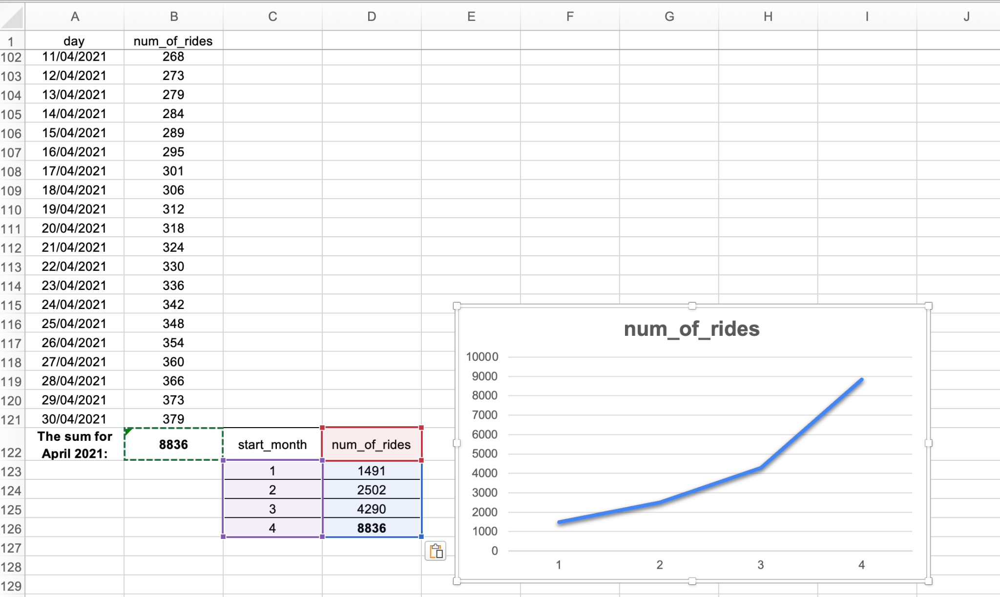 A B C D E F G H I J
1 day num_of_rides
102 11/04/2021 268
103 12/04/2021 273
104 13/04/2021 279
105 14/04/2021 284
106 15/04/2021 289
107 16/04/2021 295
108 17/04/2021 301
109 18/04/2021 306
110 19/04/2021 312
111 20/04/2021 318
112 21/04/2021 324
113 22/04/2021 330
114 23/04/2021 336
115 24/04/2021 342
116 25/04/2021 348
117 26/04/2021 354
118 27/04/2021 360
119 28/04/2021 366
120 29/04/2021 373
121 30/04/2021 379
The sum for
122 April 2021: 8836 start_month num_of_rides
123 1 1491
124 2 2502
125 3 4290
126 4 8836
127
128
129
num_of_rides
10000
9000
8000
7000
6000
5000
4000
3000
2000
1000
0
1 2 3 4